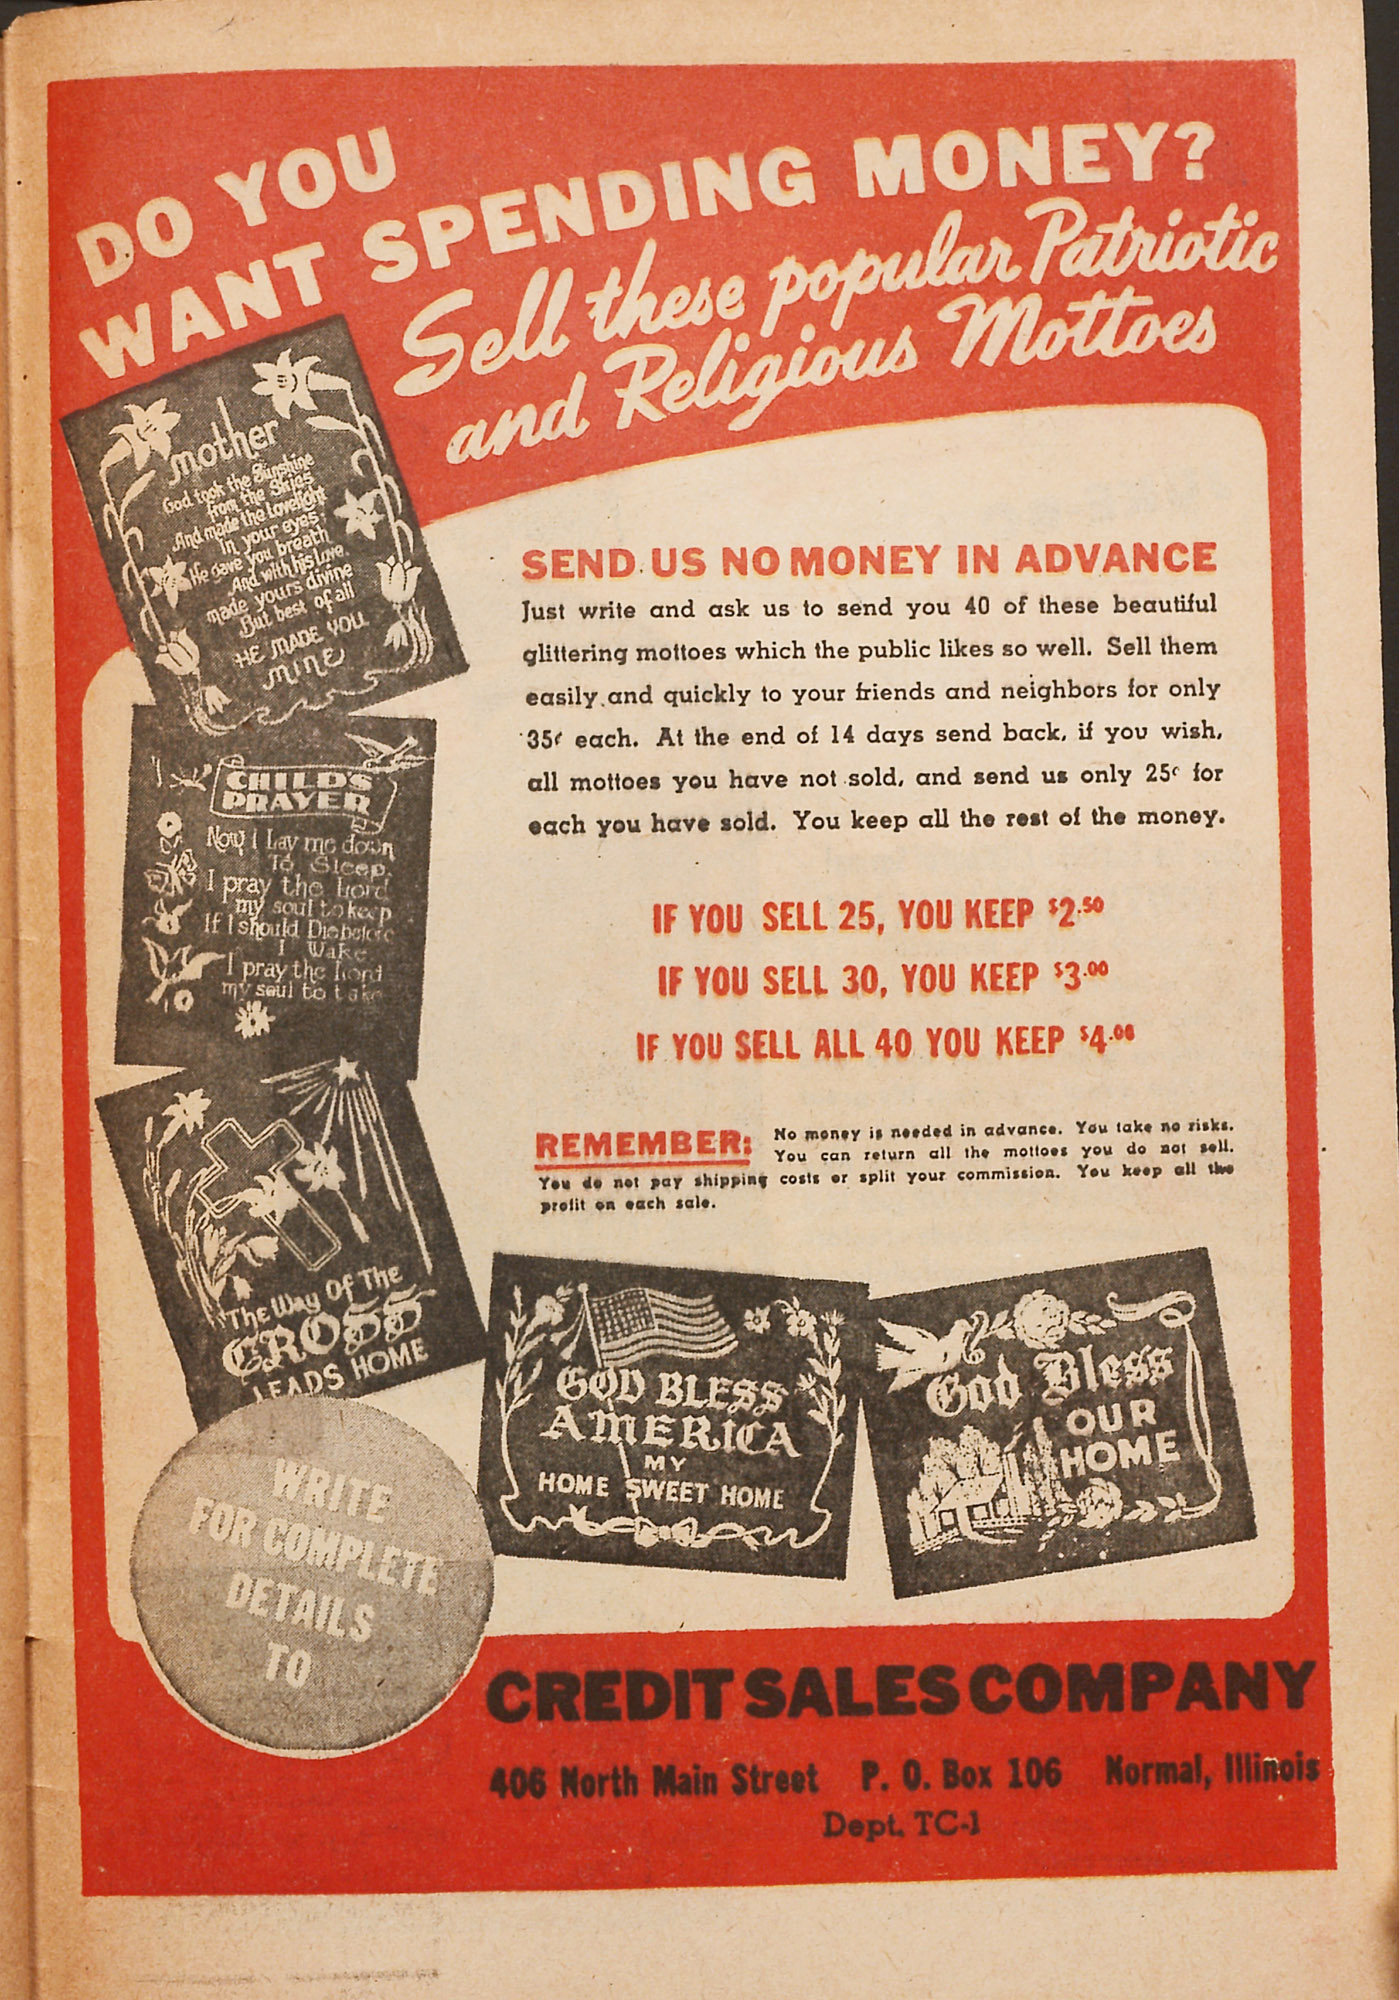 DO YOU
WANT SPENDING MONEY?
Sell these popular Patriotic
and Religious Mottoes
mother
God took the Sunshine
from the Skies
And made the Lovelight
In your eyes,
He gave you breath
And with his love
made yours divine
But best of all
HE MADE YOU
MINE
CHILD'S
PRAYER
Now I Lay me down
To Sleep,
I pray the Lord
my soul to keep
If I should Die before
I Wake
I pray the Lord
my soul to take
The Way Of The
CROSS
LEADS HOME
SEND US NO MONEY IN ADVANCE
Just write and ask us to send you 40 of these beautiful
glittering mottoes which the public likes so well. Sell them
easily and quickly to your friends and neighbors for only
35¢ each. At the end of 14 days send back, if you wish,
all mottoes you have not sold, and send us only 25¢ for
each you have sold. You keep all the rest of the money.
IF YOU SELL 25, YOU KEEP $2.50
IF YOU SELL 30, YOU KEEP $3.00
IF YOU SELL ALL 40 YOU KEEP $4.00
REMEMBER: No money is needed in advance. You take no risks.
You can return all the mottoes you do not sell.
You do not pay shipping costs or split your commission. You keep all the
profit on each sale.
GOD BLESS
AMERICA
MY
HOME SWEET HOME
God Bless
OUR
HOME
WRITE
FOR COMPLETE
DETAILS
TO
CREDIT SALES COMPANY
406 North Main Street P. O. Box 106 Normal, Illinois
Dept. TC-1